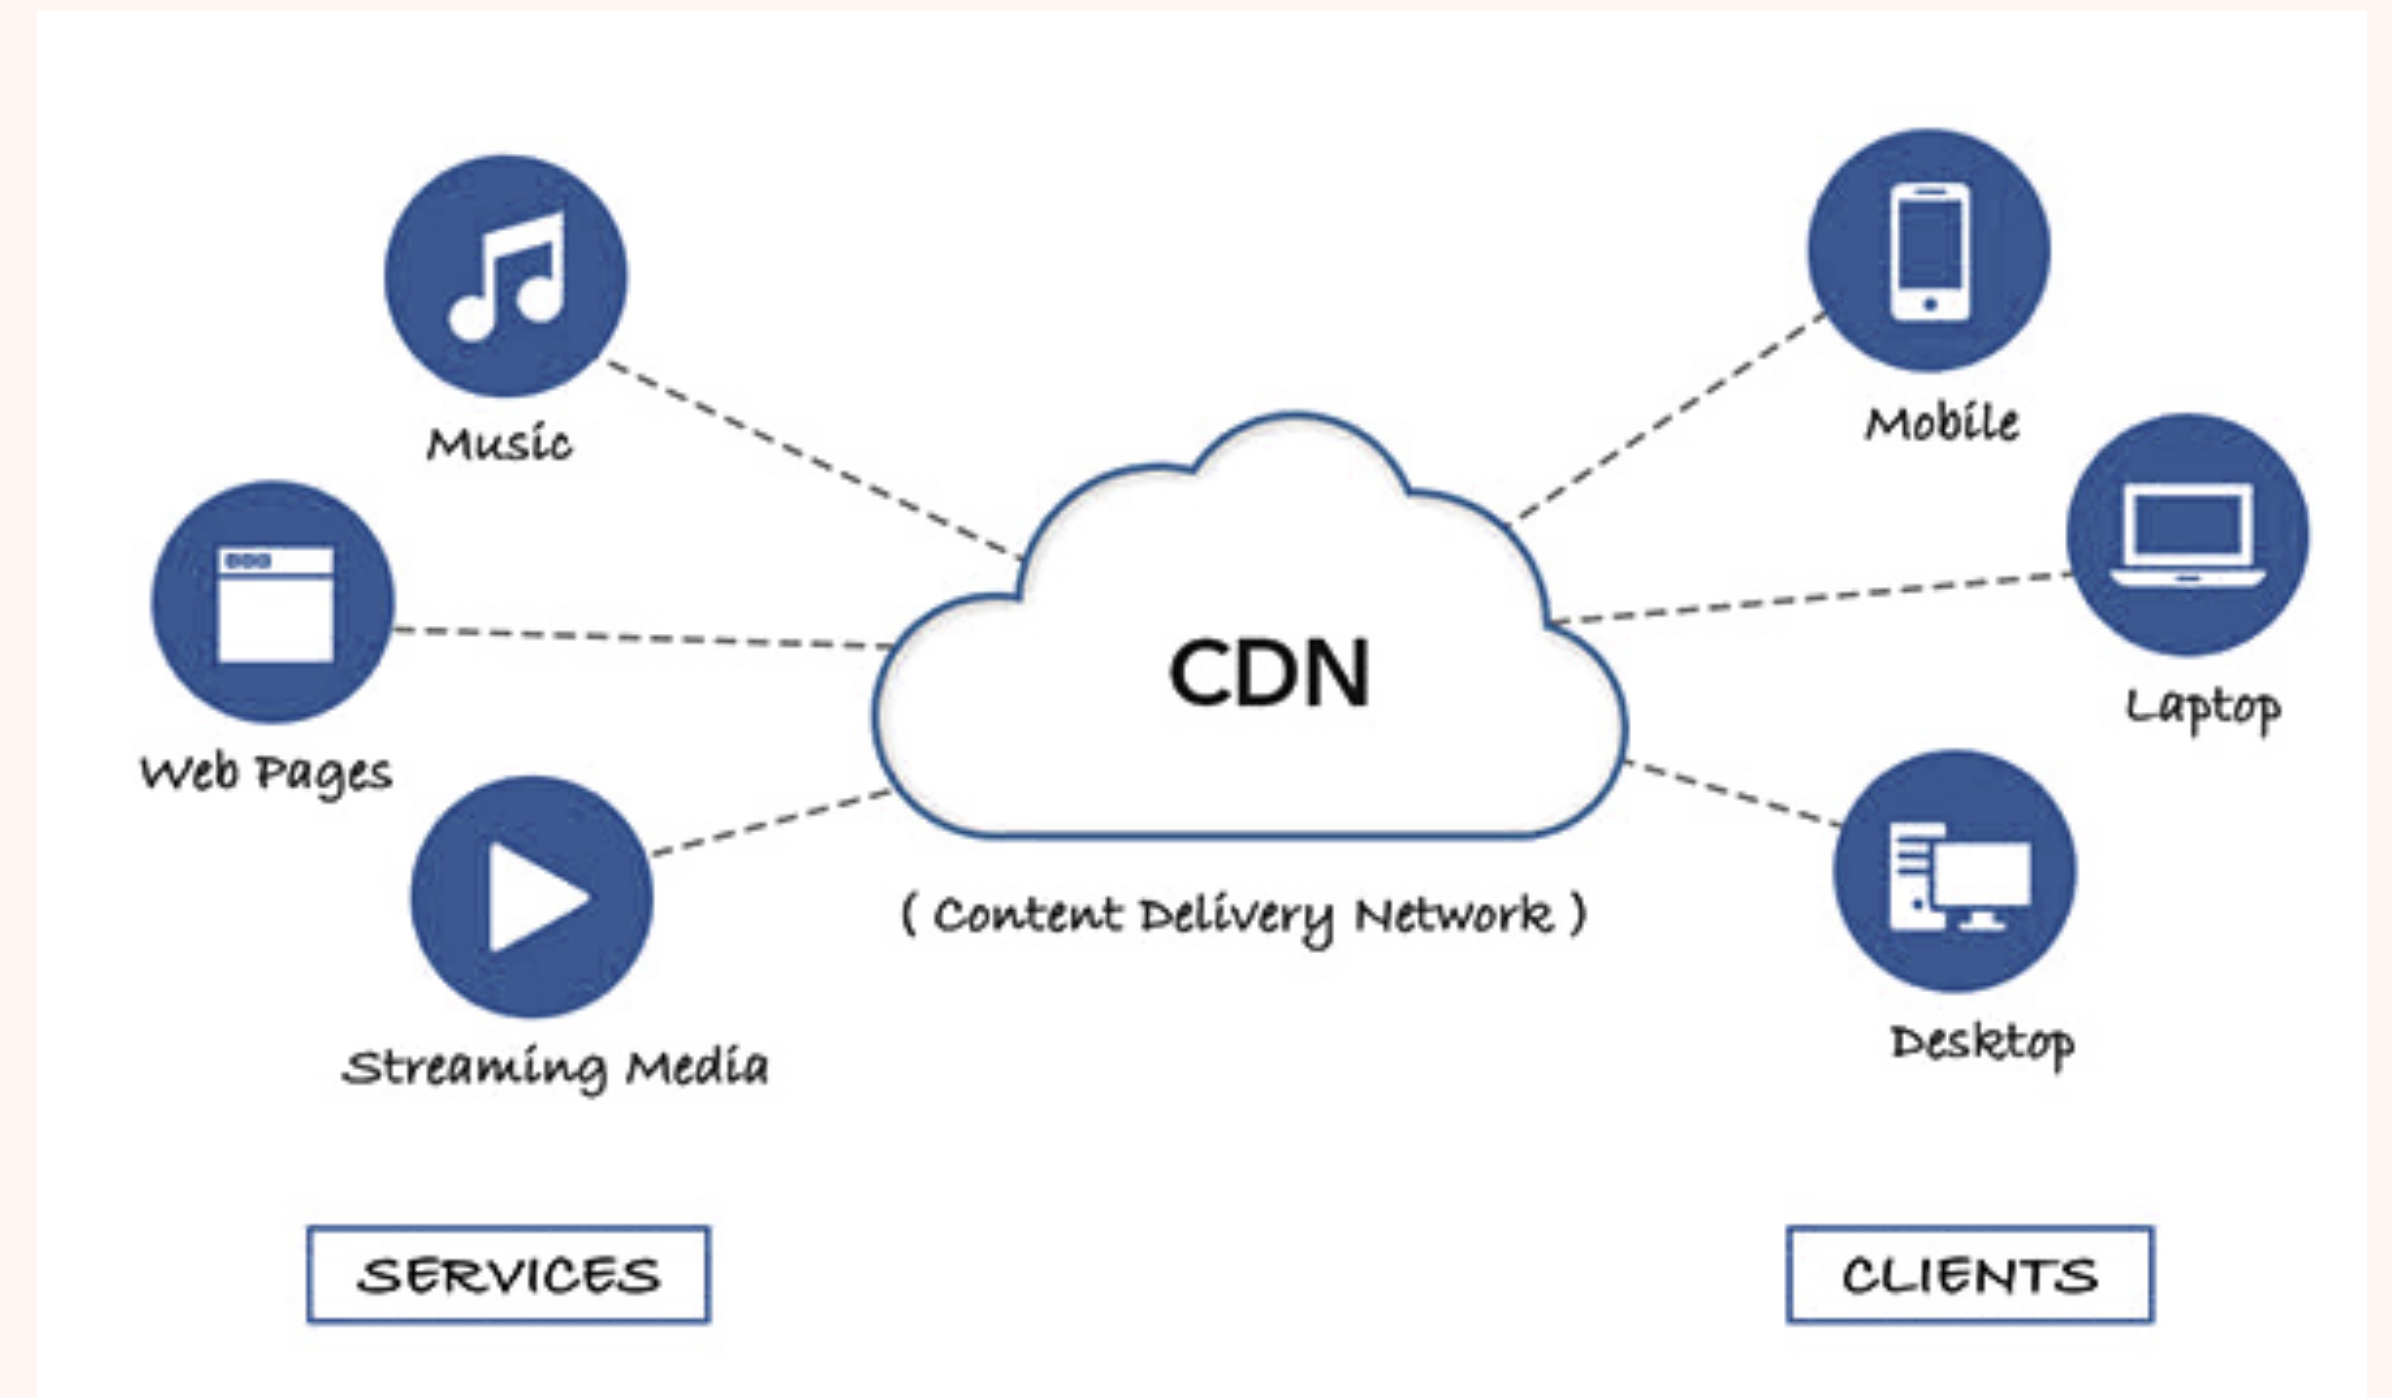 Music
Mobile
Web Pages
Laptop
CDN
( Content Delivery Network )
Streaming Media
Desktop
SERVICES
CLIENTS